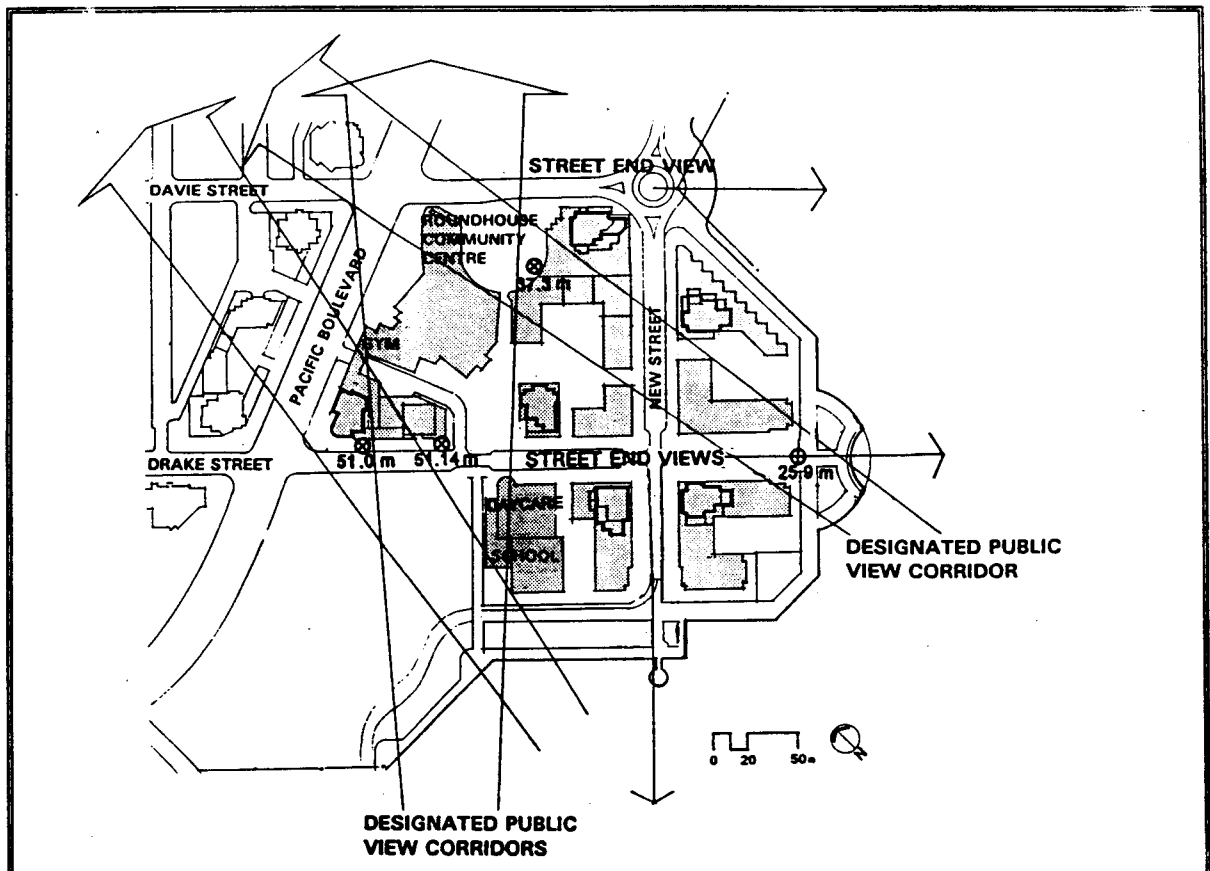 STREET END VIEW
DAVIE STREET
ROUNDHOUSE
COMMUNITY
CENTRE
37.3 m
PACIFIC BOULEVARD
GYM
NEW STREET
DRAKE STREET
51.0 m
51.14 m
STREET END VIEWS
25.9 m
DAYCARE
SCHOOL
DESIGNATED PUBLIC
VIEW CORRIDOR
0 20 50m
N
DESIGNATED PUBLIC
VIEW CORRIDORS